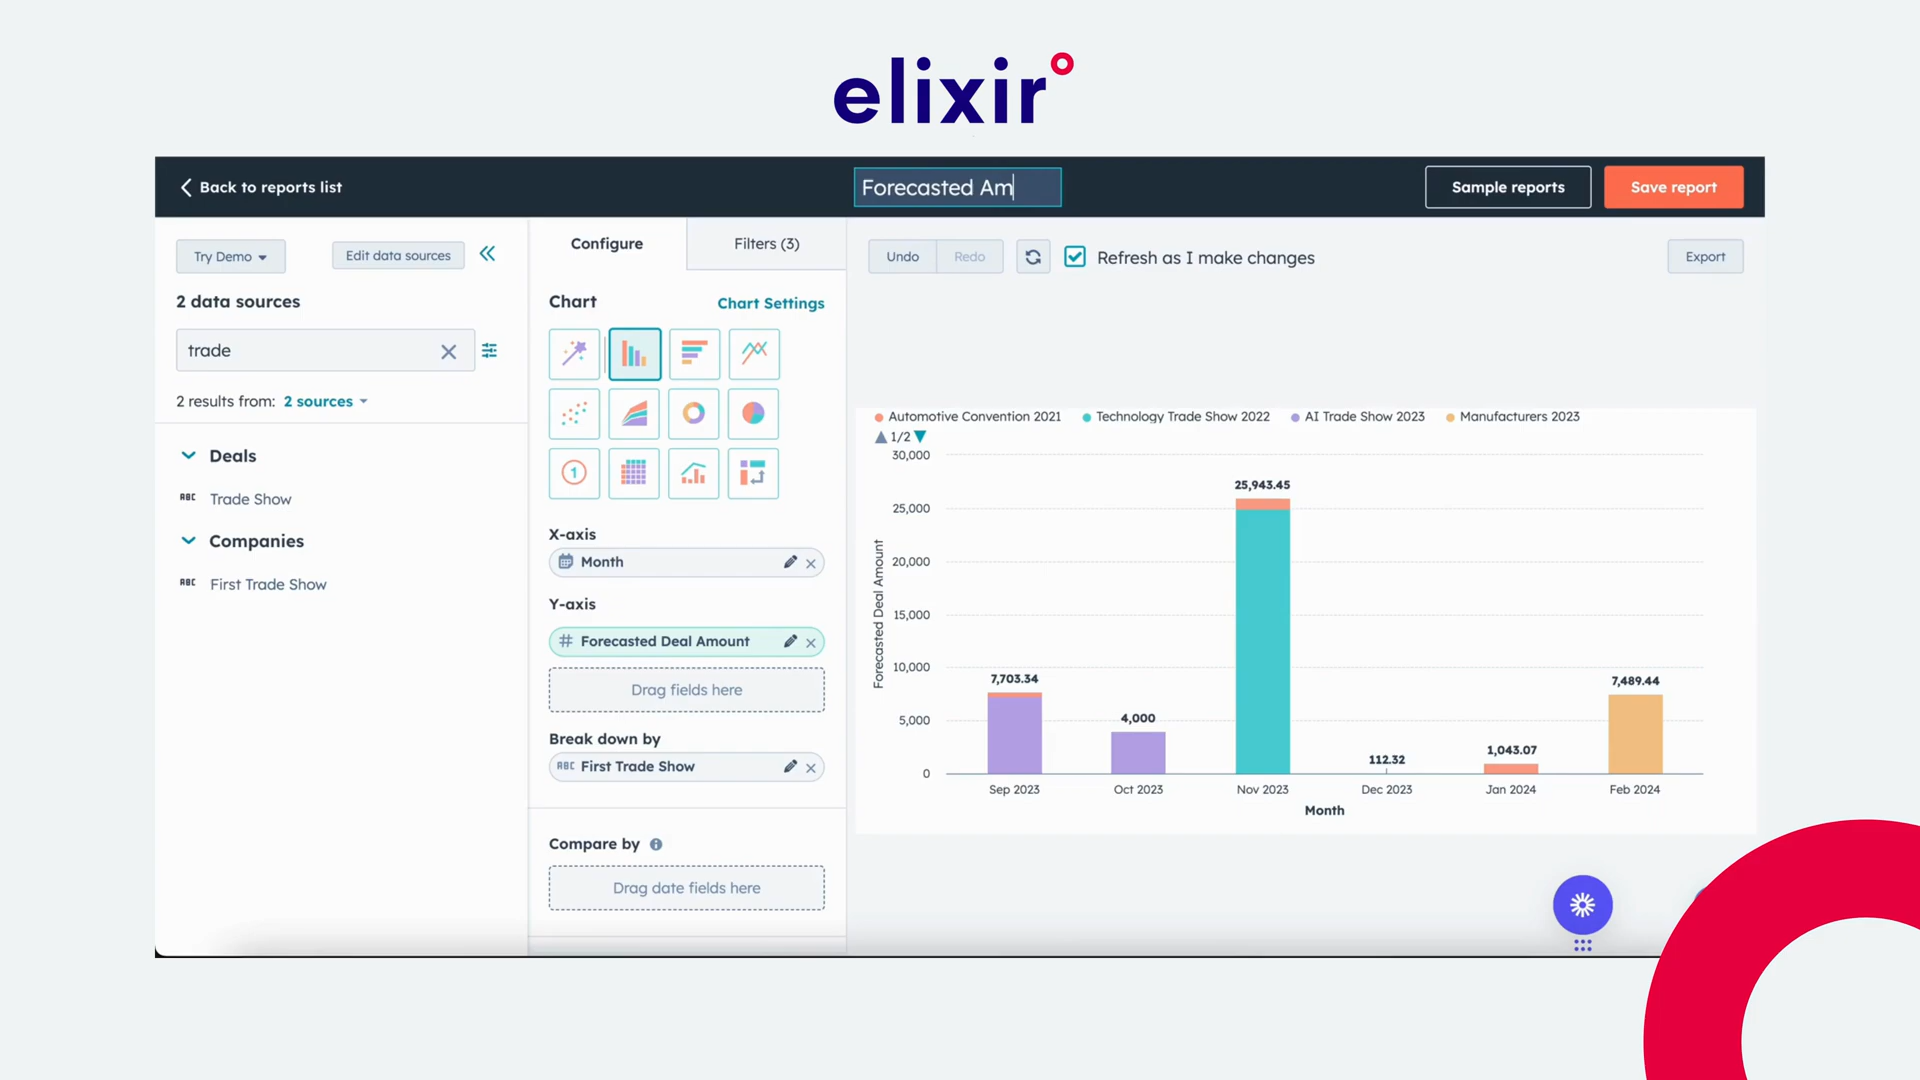 elixir
Back to reports list
Forecasted Am
Sample reports
Save report
Try Demo
Edit data sources
2 data sources
trade
2 results from: 2 sources
Deals
ABC Trade Show
Companies
ABC First Trade Show
Configure
Filters (3)
Chart
Chart Settings
1
X-axis
Month
Y-axis
# Forecasted Deal Amount
Drag fields here
Break down by
ABC First Trade Show
Compare by
Drag date fields here
Undo
Redo
Refresh as I make changes
Export
Automotive Convention 2021
Technology Trade Show 2022
AI Trade Show 2023
Manufacturers 2023
1/2
Forecasted Deal Amount
30,000
25,000
20,000
15,000
10,000
5,000
0
7,703.34
4,000
25,943.45
112.32
1,043.07
7,489.44
Sep 2023
Oct 2023
Nov 2023
Dec 2023
Jan 2024
Feb 2024
Month